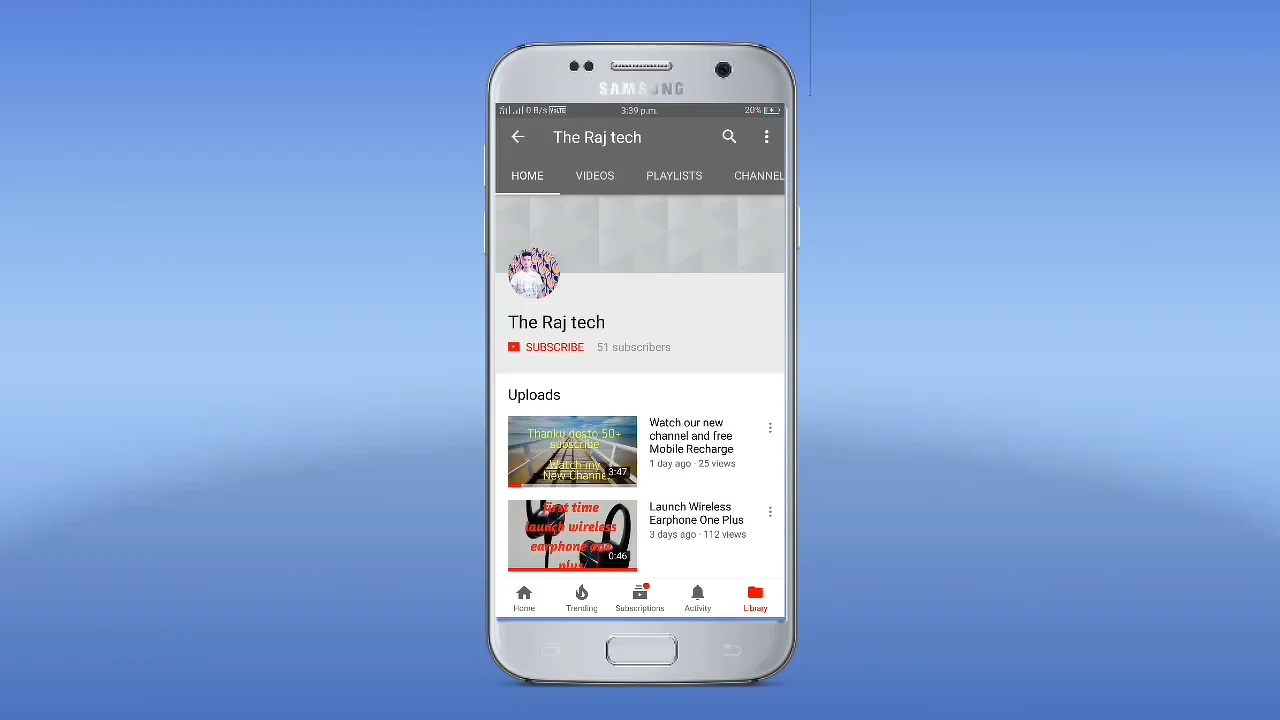 SAMSUNG
0 B/s VoLTE 3:39 p.m. 20%
The Raj tech
HOME VIDEOS PLAYLISTS CHANNEL
The Raj tech
SUBSCRIBE 51 subscribers
Uploads
Thanku dosto 50+
subscribe
Watch my
New Channel
3:47
Watch our new
channel and free
Mobile Recharge
1 day ago · 25 views
first time
launch wireless
earphone one
plus
0:46
Launch Wireless
Earphone One Plus
3 days ago · 112 views
Home Trending Subscriptions Activity Library